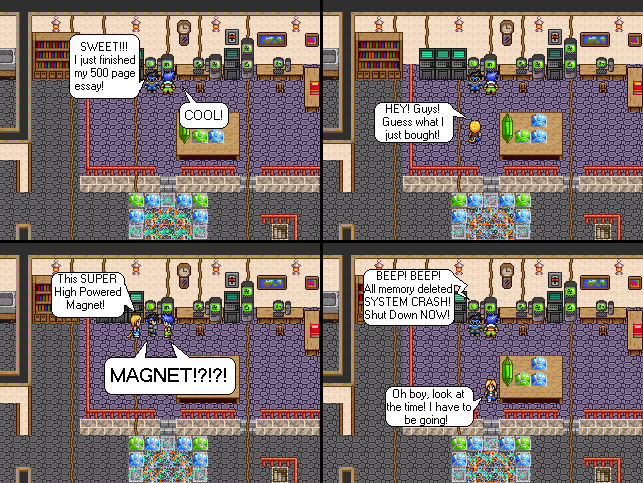 SWEET!!!
I just finished
my 500 page
essay!
COOL!
HEY! Guys!
Guess what I
just bought!
This SUPER
High Powered
Magnet!
MAGNET!?!?!
BEEP! BEEP!
All memory deleted
SYSTEM CRASH!
Shut Down NOW!
Oh boy, look at
the time! I have to
be going!